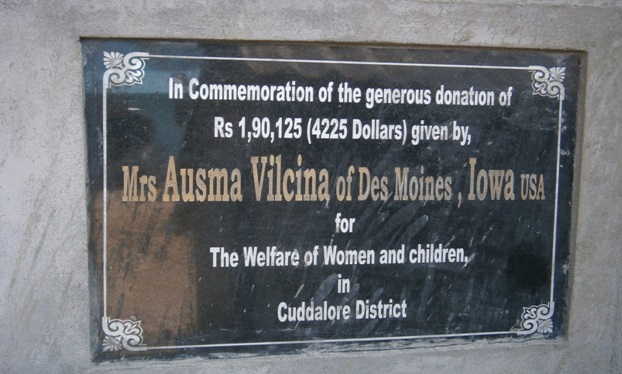 In Commemoration of the generous donation of
Rs 1,90,125 (4225 Dollars) given by,
Mrs Ausma Vilcina of Des Moines , Iowa USA
for
The Welfare of Women and children,
in
Cuddalore District